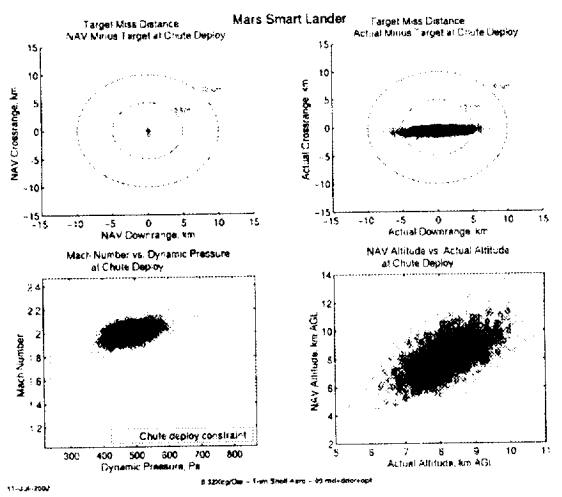 Mars Smart Lander
Target Miss Distance
NAV Minus Target at Chute Deploy
15
10
5
0
-5
-10
-15
NAV Crossrange, km
-15 -10 -5 0 5 10 15
NAV Downrange, km
Target Miss Distance
Actual Minus Target at Chute Deploy
15
10
5
0
-5
-10
-15
Actual Crossrange, km
-15 -10 -5 0 5 10 15
Actual Downrange, km
Mach Number vs. Dynamic Pressure
at Chute Deploy
2.4
2.2
2
1.8
1.6
1.4
1.2
Mach Number
Chute deploy constraint
300 400 500 600 700 800
Dynamic Pressure, Pa
NAV Altitude vs. Actual Altitude
at Chute Deploy
14
12
10
8
6
4
2
NAV Altitude, km AGL
5 6 7 8 9 10 11
Actual Altitude, km AGL